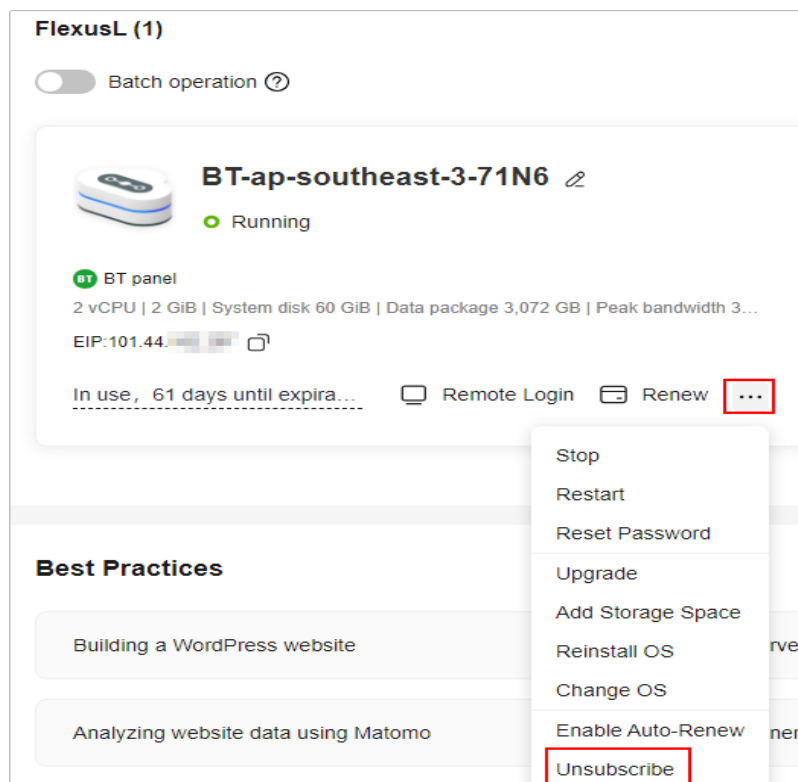 FlexusL (1)
Batch operation
BT-ap-southeast-3-71N6
Running
BT BT panel
2 vCPU | 2 GiB | System disk 60 GiB | Data package 3,072 GB | Peak bandwidth 3...
EIP:101.44.
In use, 61 days until expira... Remote Login Renew ...
Stop
Restart
Reset Password
Upgrade
Add Storage Space
Reinstall OS
Change OS
Enable Auto-Renew
Unsubscribe
Best Practices
Building a WordPress website
Analyzing website data using Matomo